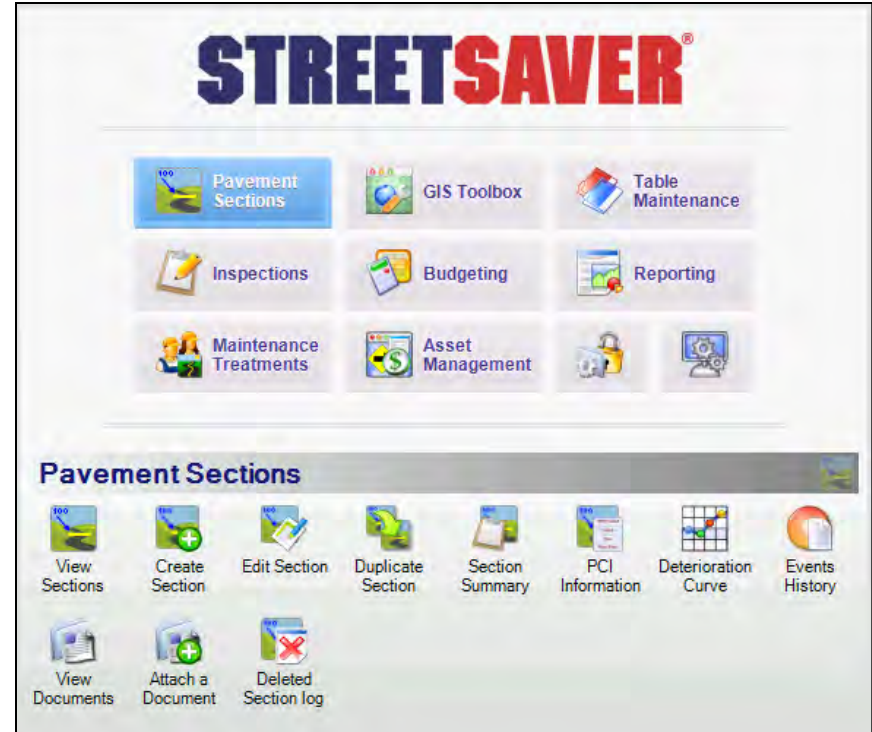 STREETSAVER®
Pavement
Sections
GIS Toolbox
Table
Maintenance
Inspections
Budgeting
Reporting
Maintenance
Treatments
Asset
Management
Pavement Sections
View
Sections
Create
Section
Edit Section
Duplicate
Section
Section
Summary
PCI
Information
Deterioration
Curve
Events
History
View
Documents
Attach a
Document
Deleted
Section log